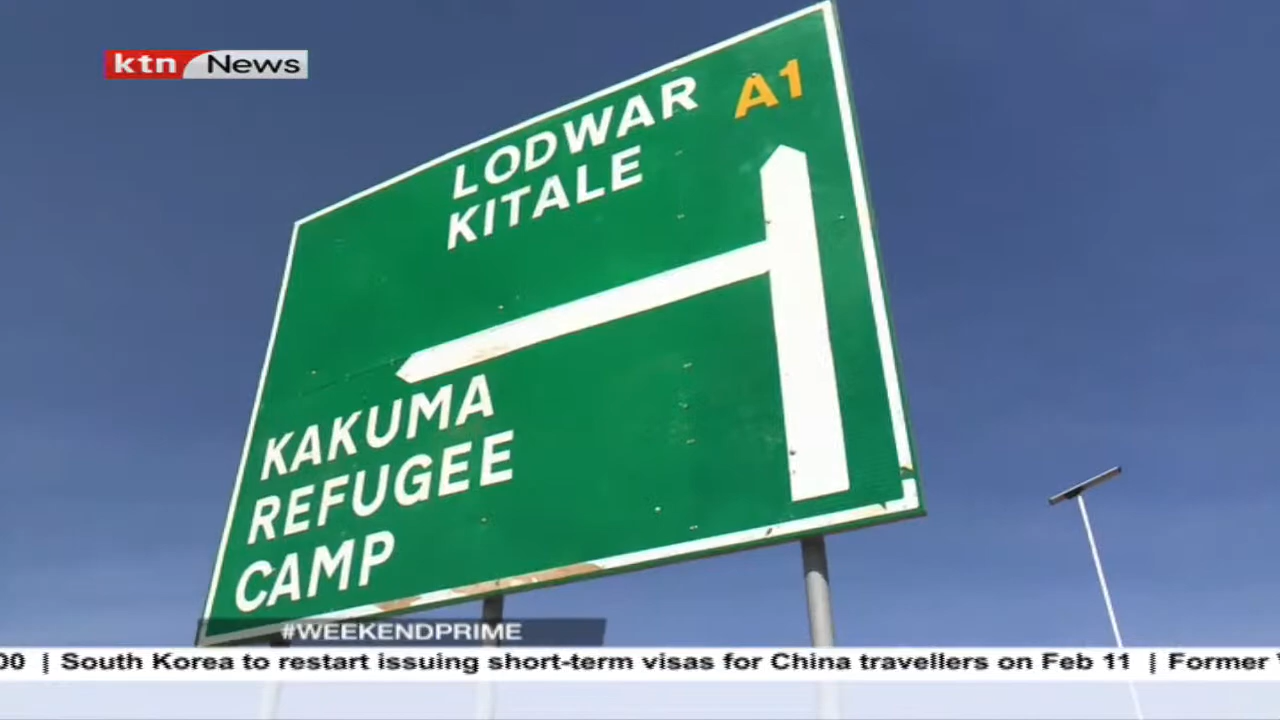 ktn News
LODWAR A1
KITALE
KAKUMA
REFUGEE
CAMP
#WEEKENDPRIME
00 | South Korea to restart issuing short-term visas for China travellers on Feb 11 | Former